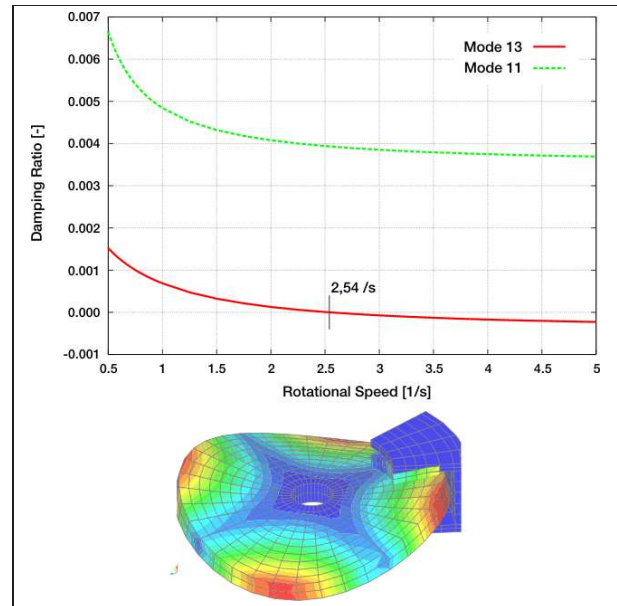 0.007
0.006
0.005
0.004
0.003
0.002
0.001
0.000
-0.001
Damping Ratio [-]
Mode 13
Mode 11
2,54 /s
0.5 1 1.5 2 2.5 3 3.5 4 4.5 5
Rotational Speed [1/s]